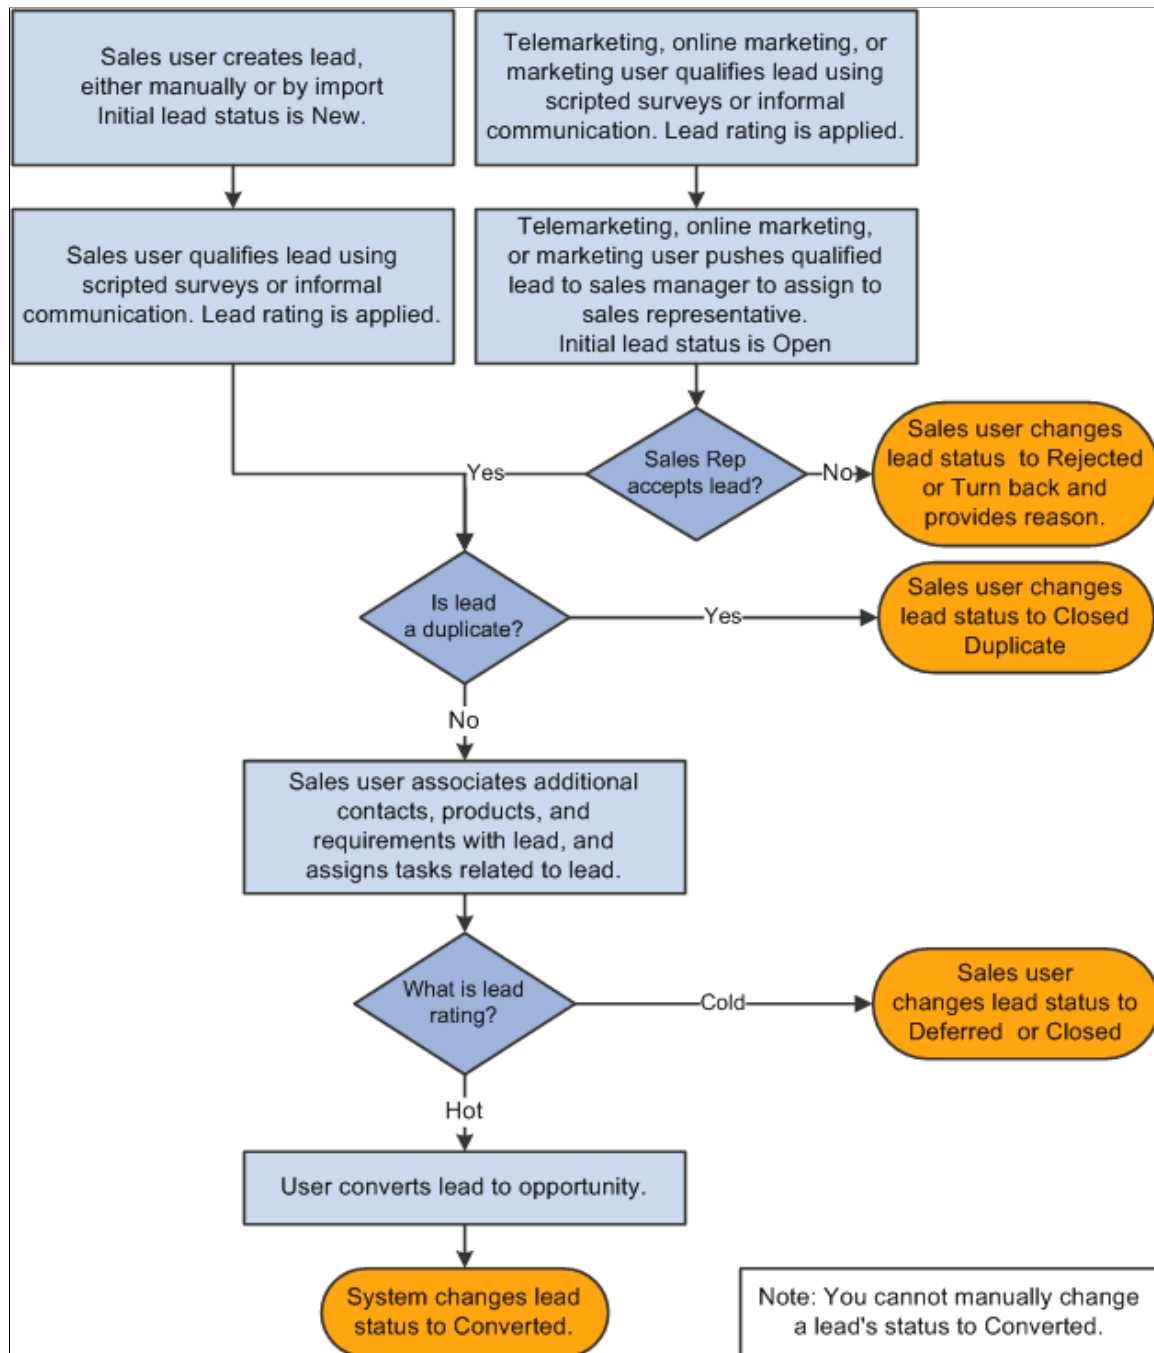 Sales user creates lead,
either manually or by import
Initial lead status is New.
Telemarketing, online marketing, or
marketing user qualifies lead using
scripted surveys or informal
communication. Lead rating is applied.
Sales user qualifies lead using
scripted surveys or informal
communication. Lead rating is applied.
Telemarketing, online marketing,
or marketing user pushes qualified
lead to sales manager to assign to
sales representative.
Initial lead status is Open
Sales Rep
accepts lead?
Yes
No
Sales user changes
lead status to Rejected
or Turn back and
provides reason.
Is lead
a duplicate?
Yes
Sales user changes
lead status to Closed
Duplicate
No
Sales user associates additional
contacts, products, and
requirements with lead, and
assigns tasks related to lead.
What is lead
rating?
Cold
Sales user
changes lead status to
Deferred or Closed
Hot
User converts lead to opportunity.
System changes lead
status to Converted.
Note: You cannot manually change
a lead's status to Converted.